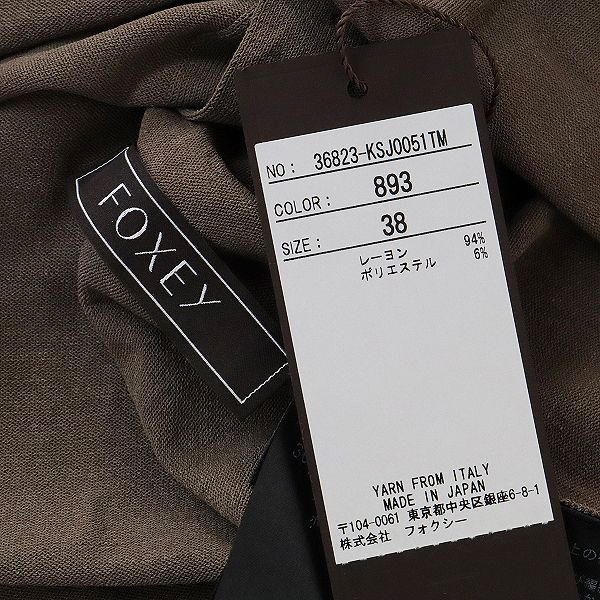 FOXEY
NO: 36823-KSJ0051TM
COLOR: 893
SIZE: 38
レーヨン 94%
ポリエステル 6%
YARN FROM ITALY
MADE IN JAPAN
〒104-0061 東京都中央区銀座6-8-1
株式会社 フォクシー